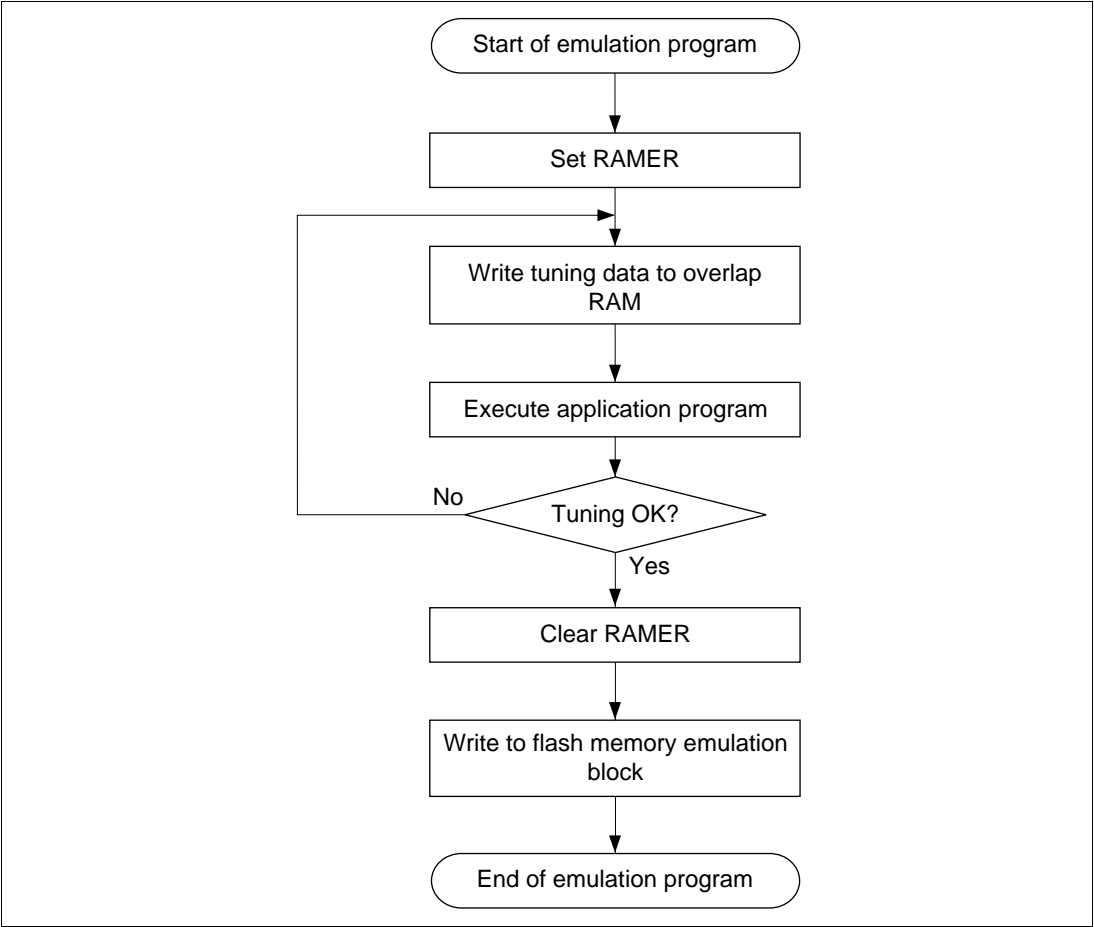 Start of emulation program
Set RAMER
Write tuning data to overlap
RAM
Execute application program
No
Tuning OK?
Yes
Clear RAMER
Write to flash memory emulation
block
End of emulation program